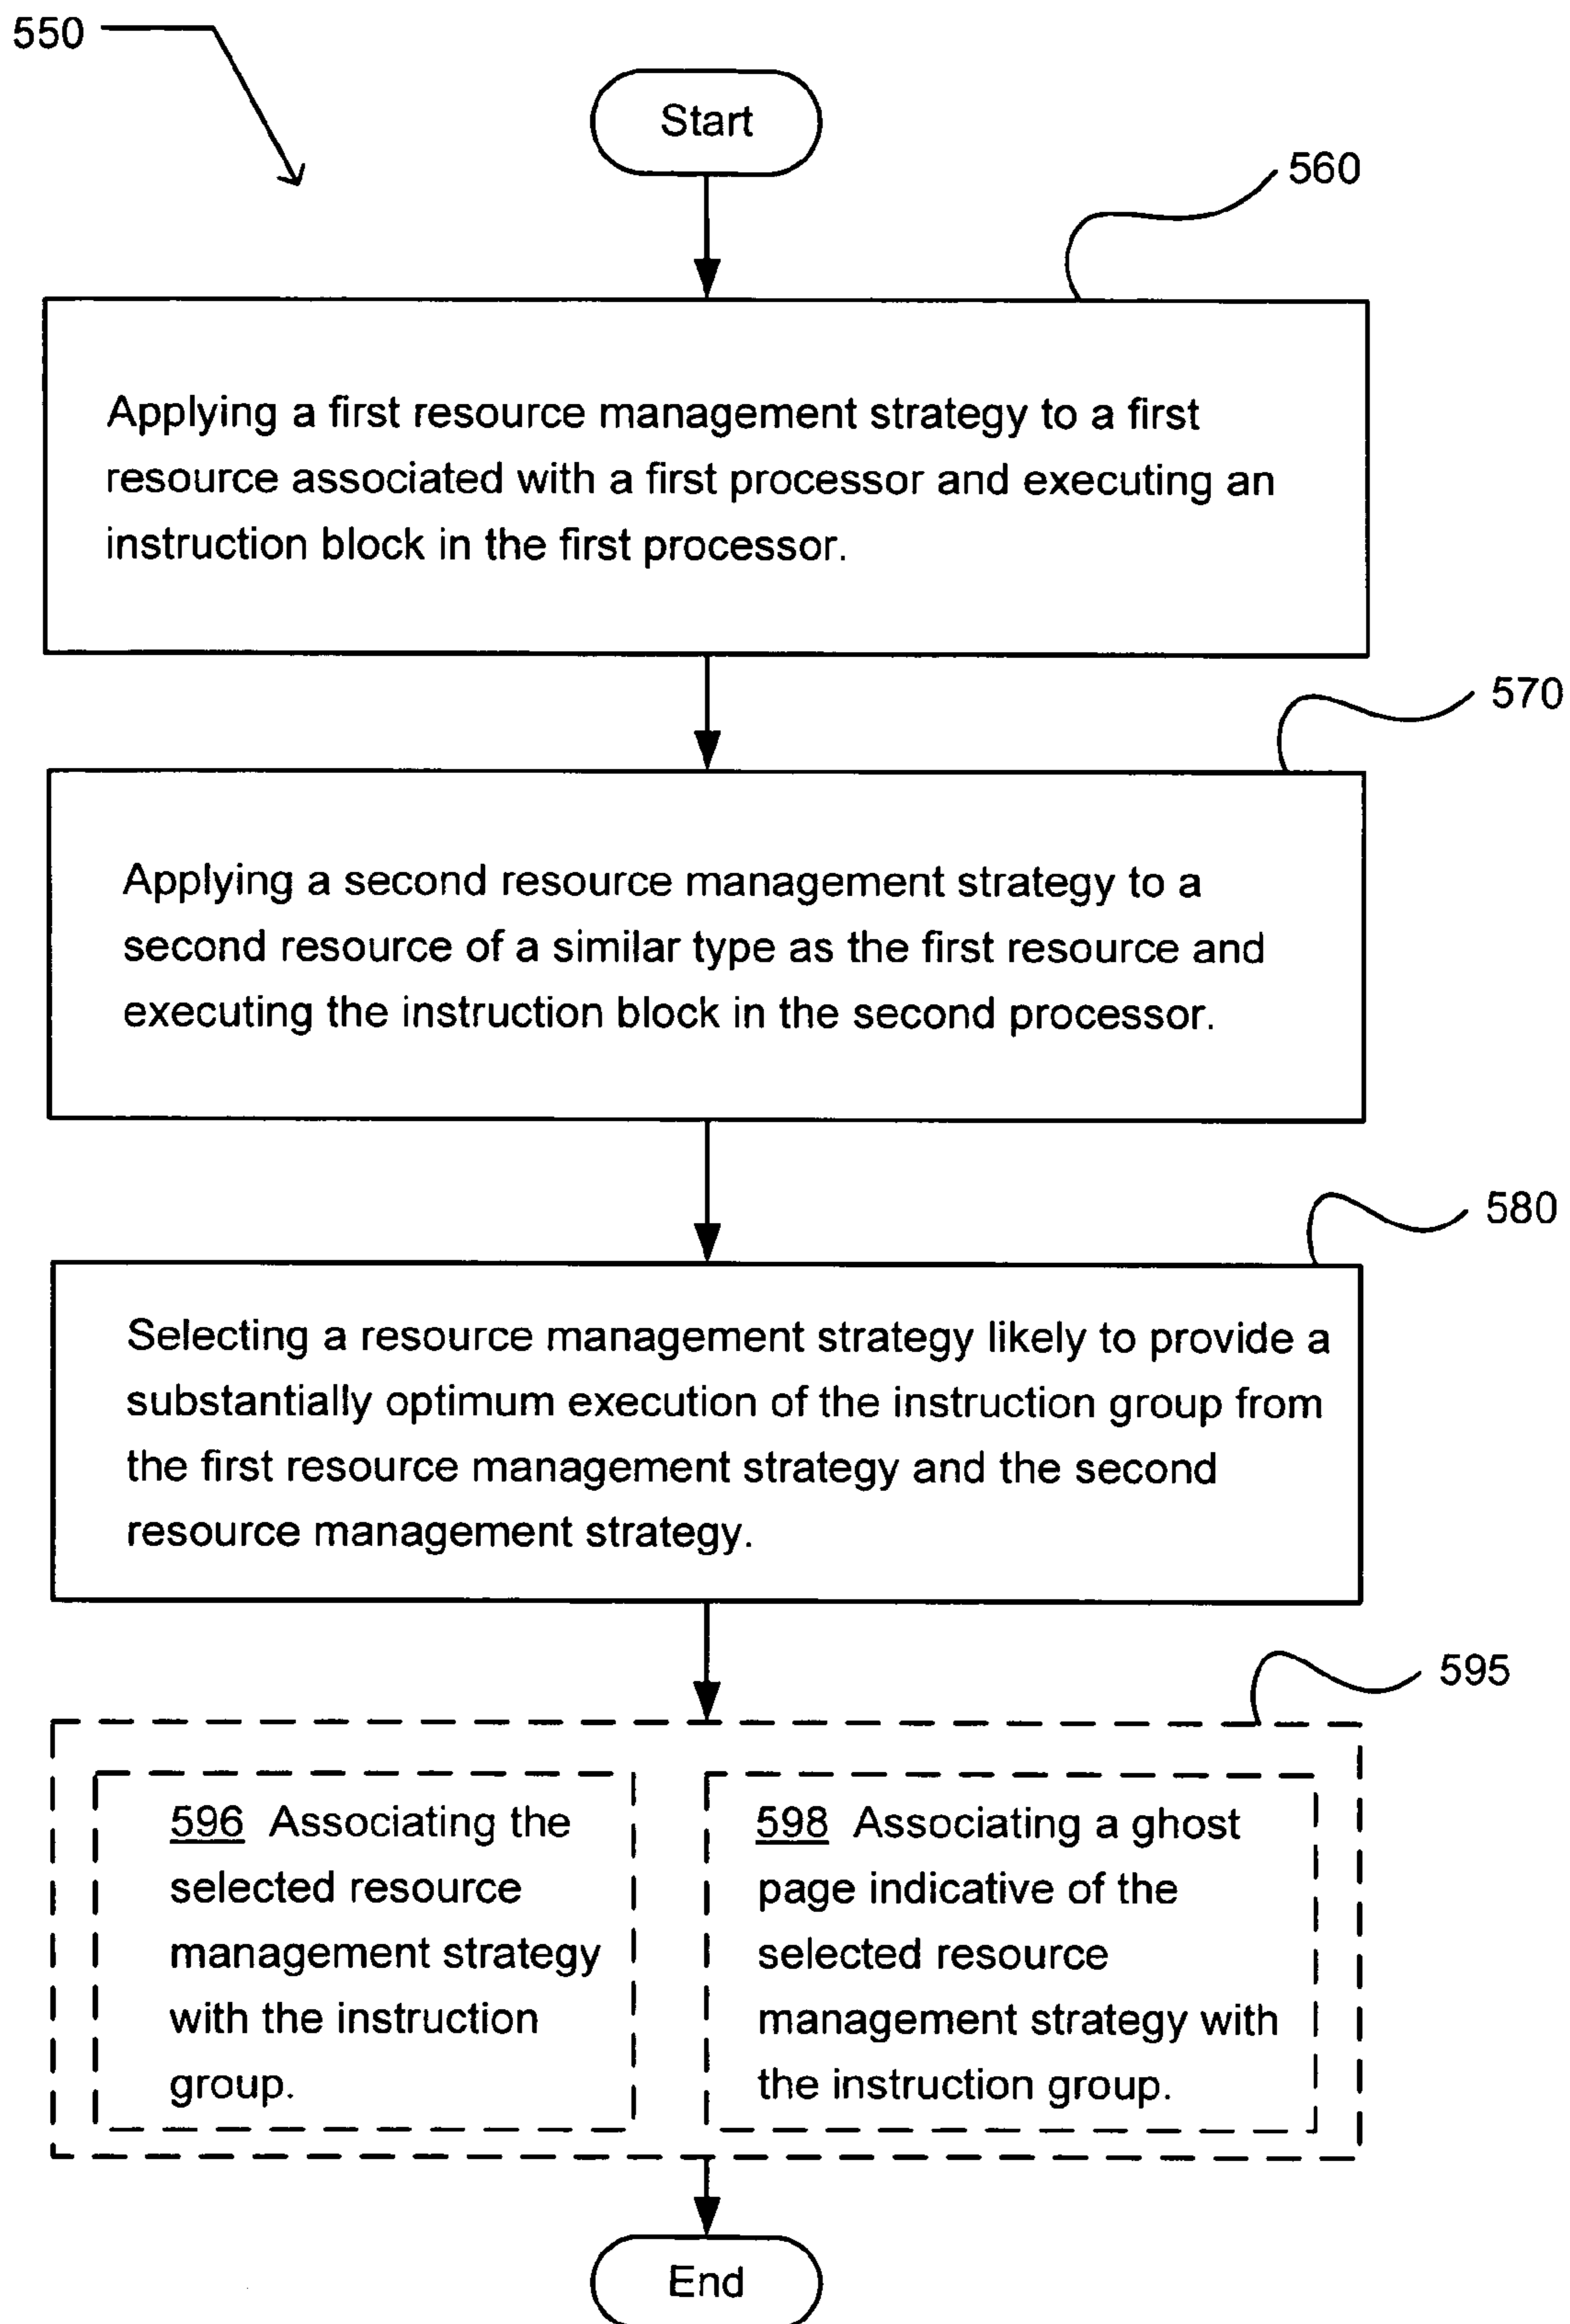 550
Start
560
Applying a first resource management strategy to a first
resource associated with a first processor and executing an
instruction block in the first processor.
570
Applying a second resource management strategy to a
second resource of a similar type as the first resource and
executing the instruction block in the second processor.
580
Selecting a resource management strategy likely to provide a
substantially optimum execution of the instruction group from
the first resource management strategy and the second
resource management strategy.
595
596 Associating the
selected resource
management strategy
with the instruction
group.
598 Associating a ghost
page indicative of the
selected resource
management strategy with
the instruction group.
End